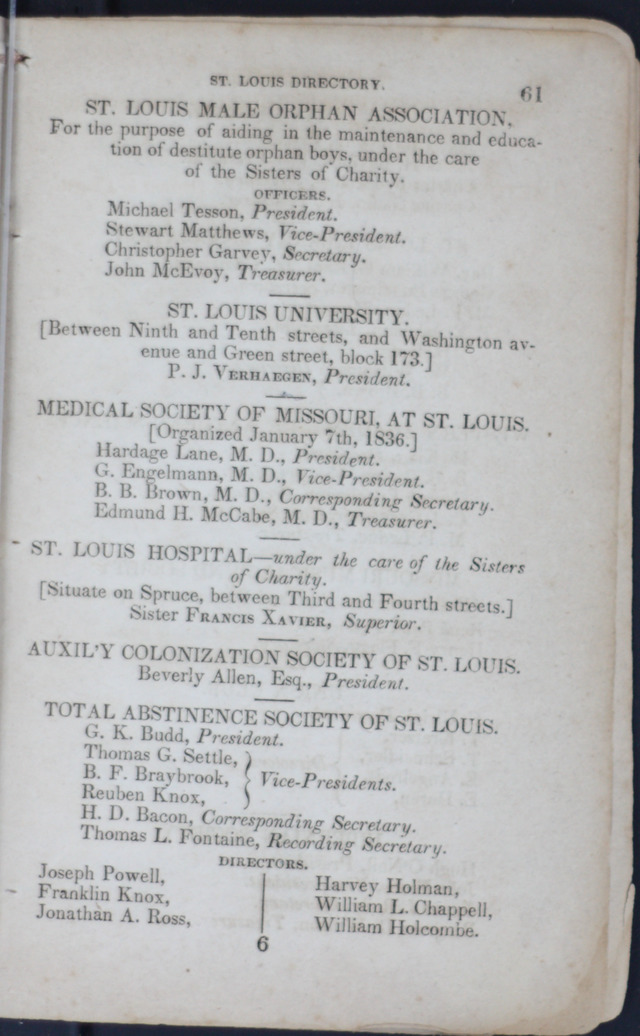 ST. LOUIS DIRECTORY. 61
ST. LOUIS MALE ORPHAN ASSOCIATION.
For the purpose of aiding in the maintenance and educa-
tion of destitute orphan boys, under the care
of the Sisters of Charity.
OFFICERS.
Michael Tesson, President.
Stewart Matthews, Vice-President.
Christopher Garvey, Secretary.
John McEvoy, Treasurer.
ST. LOUIS UNIVERSITY.
[Between Ninth and Tenth streets, and Washington av-
enue and Green street, block 173.]
P. J. VERHAEGEN, President.
MEDICAL SOCIETY OF MISSOURI, AT ST. LOUIS.
[Organized January 7th, 1836.]
Hardage Lane, M. D., President.
G. Engelmann, M. D., Vice-President.
B. B. Brown, M. D., Corresponding Secretary.
Edmund H. McCabe, M. D., Treasurer.
ST. LOUIS HOSPITAL—under the care of the Sisters
of Charity.
[Situate on Spruce, between Third and Fourth streets.]
Sister FRANCIS XAVIER, Superior.
AUXIL'Y COLONIZATION SOCIETY OF ST. LOUIS.
Beverly Allen, Esq., President.
TOTAL ABSTINENCE SOCIETY OF ST. LOUIS.
G. K. Budd, President.
Thomas G. Settle,
B. F. Braybrook, } Vice-Presidents.
Reuben Knox,
H. D. Bacon, Corresponding Secretary.
Thomas L. Fontaine, Recording Secretary.
DIRECTORS.
Joseph Powell, Harvey Holman,
Franklin Knox, William L. Chappell,
Jonathan A. Ross, William Holcombe.
6